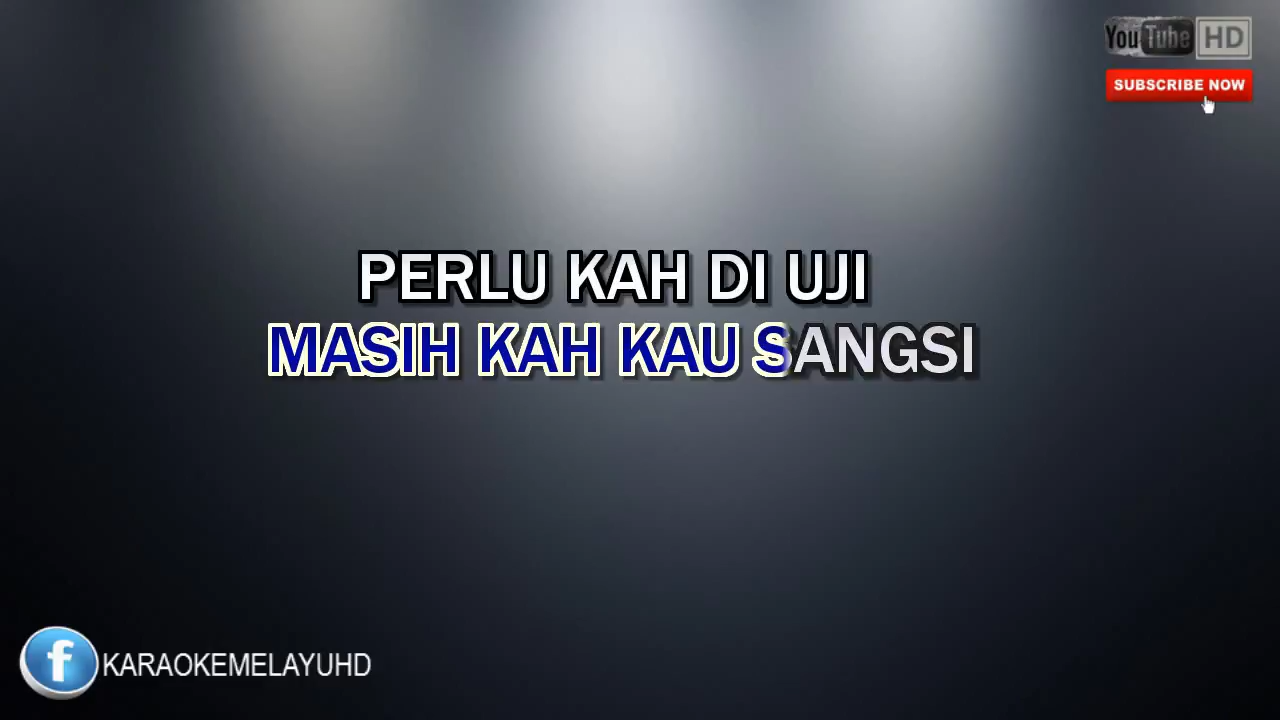 YouTube HD
SUBSCRIBE NOW
PERLU KAH DI UJI
MASIH KAH KAU SANGSI
f KARAOKEMELAYUHD